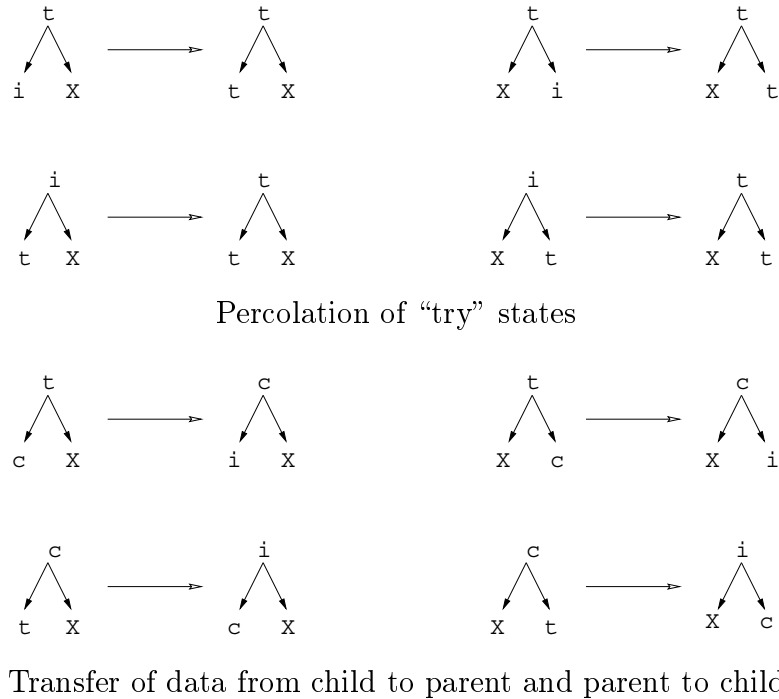 t t t t
i X t X X i X t
i t i t
t X t X X t X t
Percolation of “try” states
t c t c
c X i X X c X i
c i c i
t X c X X t X c
Transfer of data from child to parent and parent to child